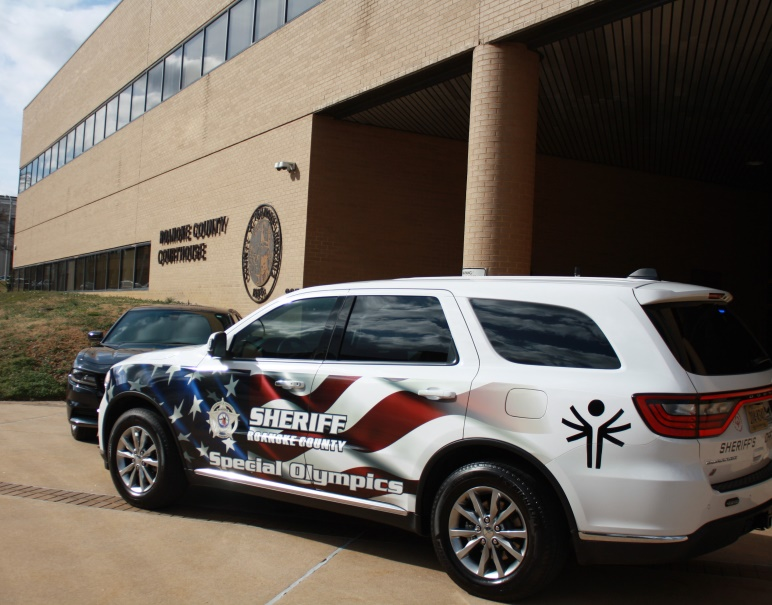 ROANOKE COUNTY
COURTHOUSE
SHERIFF
ROANOKE COUNTY
Special Olympics
SHERIFF'S